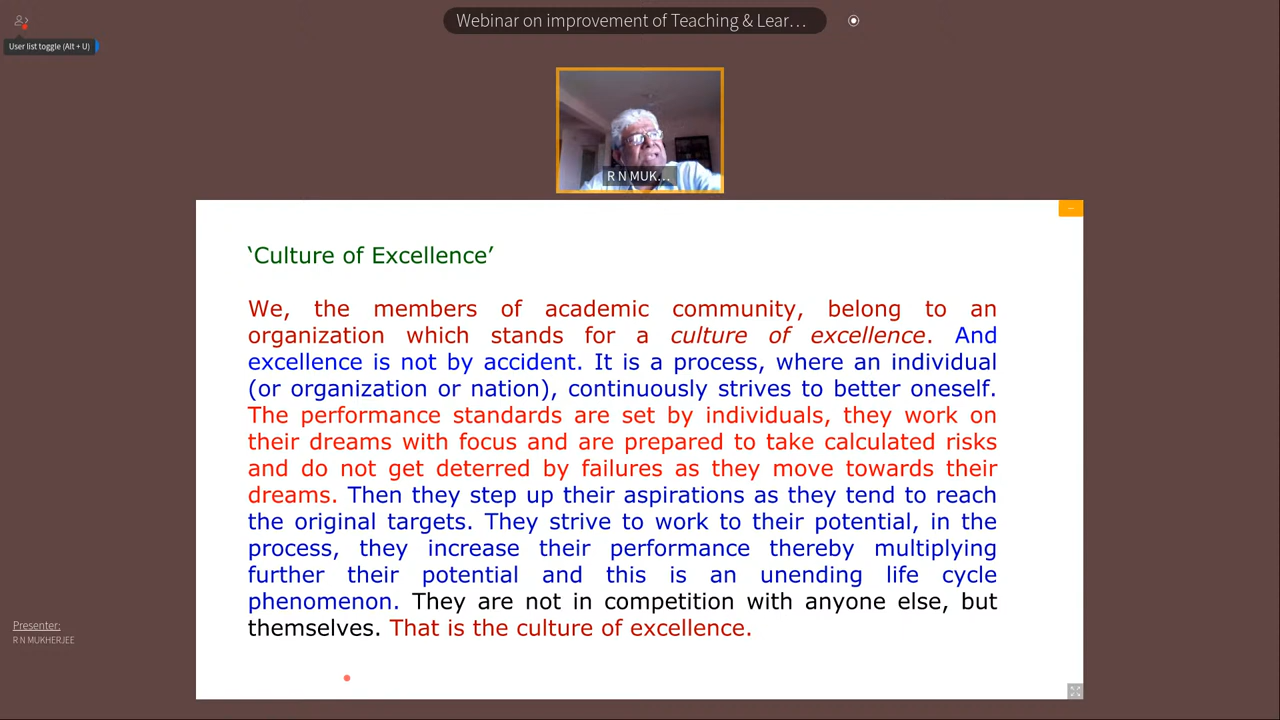 Webinar on improvement of Teaching & Lear...
User list toggle (Alt + U)
R N MUK...
‘Culture of Excellence’
We, the members of academic community, belong to an
organization which stands for a culture of excellence. And
excellence is not by accident. It is a process, where an individual
(or organization or nation), continuously strives to better oneself.
The performance standards are set by individuals, they work on
their dreams with focus and are prepared to take calculated risks
and do not get deterred by failures as they move towards their
dreams. Then they step up their aspirations as they tend to reach
the original targets. They strive to work to their potential, in the
process, they increase their performance thereby multiplying
further their potential and this is an unending life cycle
phenomenon. They are not in competition with anyone else, but
themselves. That is the culture of excellence.
Presenter:
R N MUKHERJEE